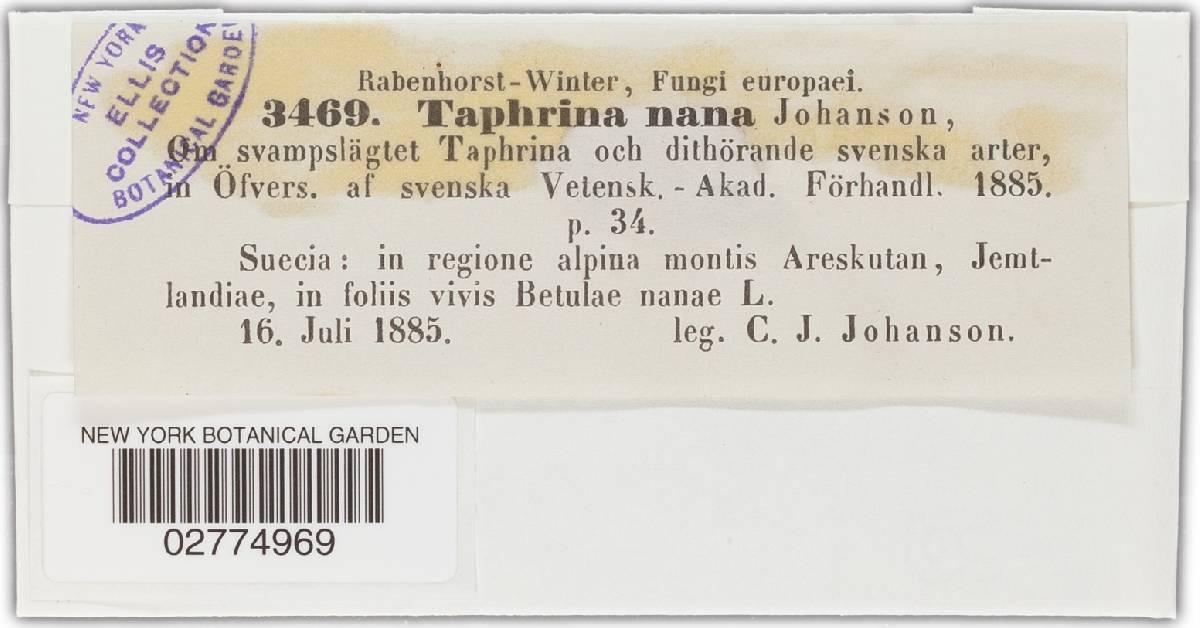 NEW YORK
ELLIS
COLLECTION
BOTANICAL GARDEN
Rabenhorst-Winter, Fungi europaei.
3469. Taphrina nana Johanson,
Om svampslägtet Taphrina och dithörande svenska arter,
in Öfvers. af svenska Vetensk.-Akad. Förhandl. 1885.
p. 34.
Suecia: in regione alpina montis Areskutan, Jemt-
landiae, in foliis vivis Betulae nanae L.
16. Juli 1885. leg. C. J. Johanson.
NEW YORK BOTANICAL GARDEN
02774969